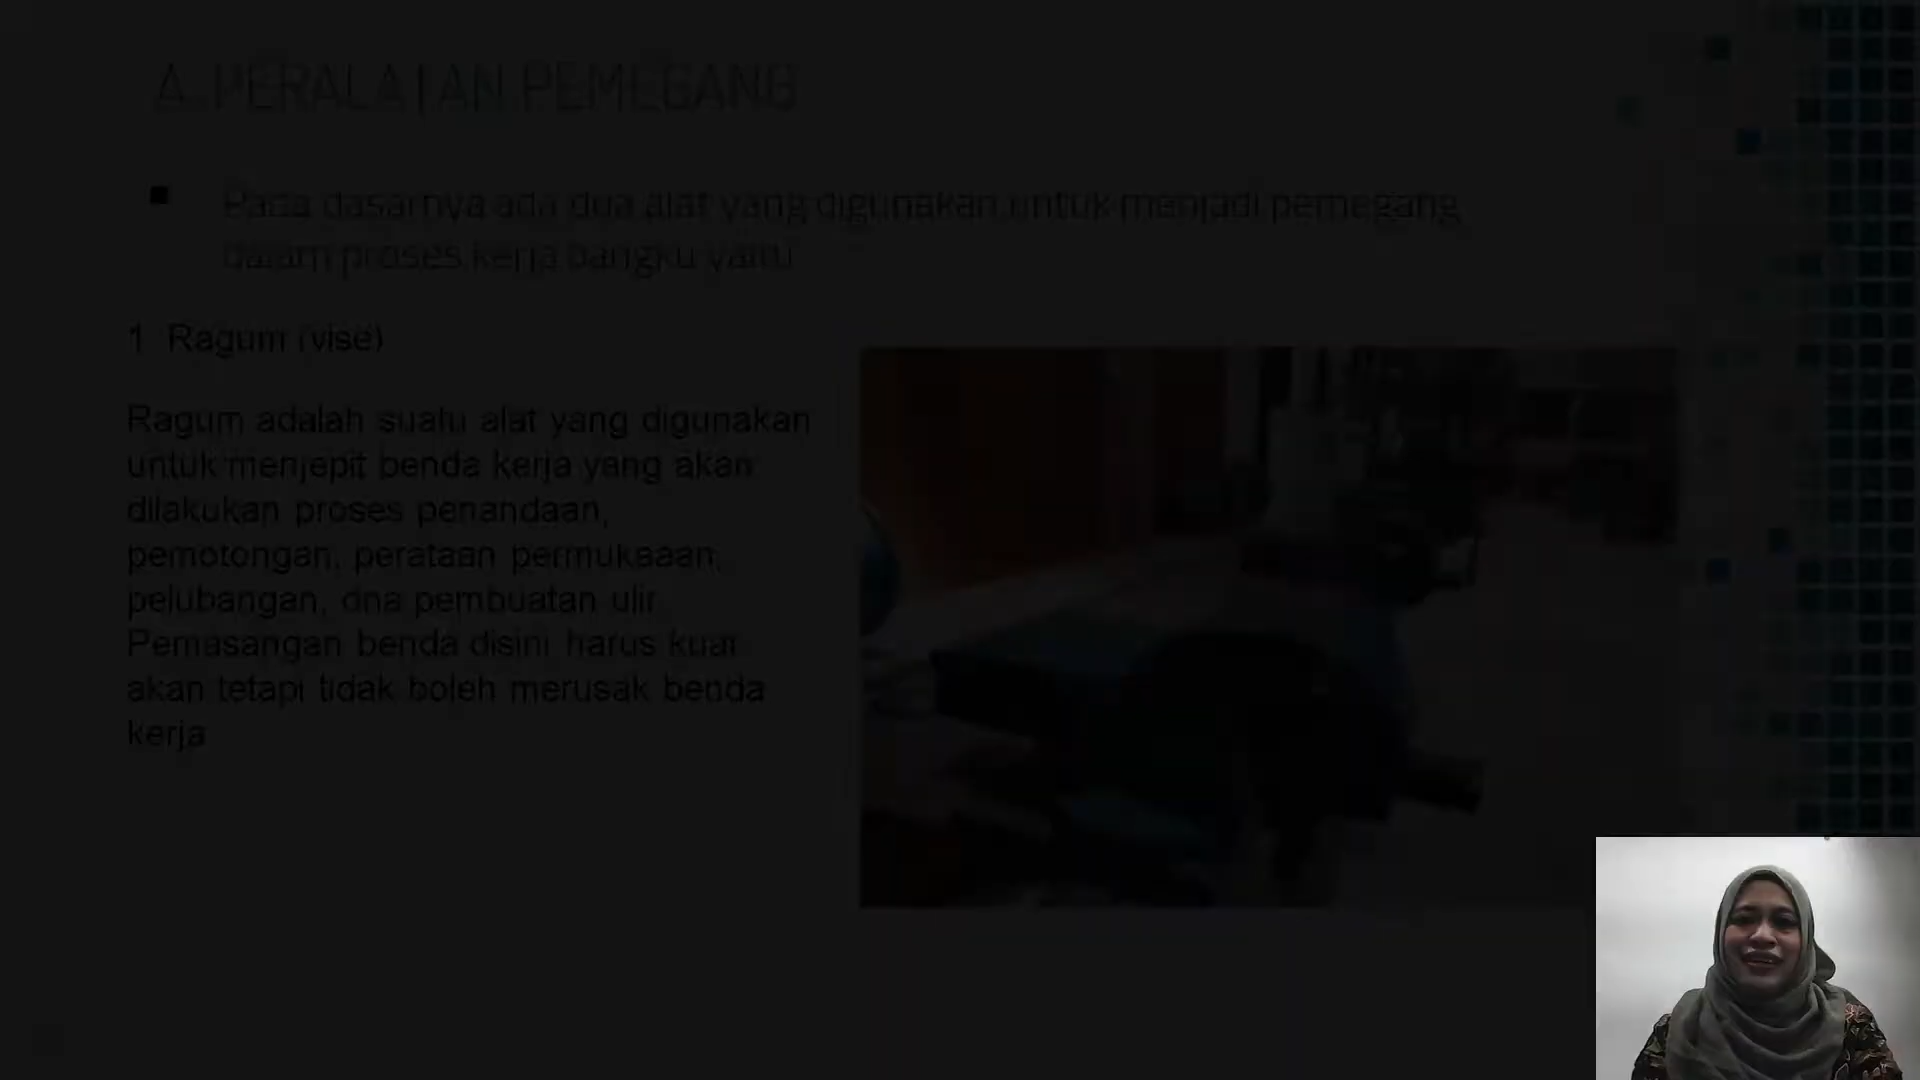 A. PERALATAN PEMEGANG
Pada dasarnya ada dua alat yang digunakan untuk menjadi pemegang
dalam proses kerja bangku yaitu
1 Ragum (vise)
Ragum adalah suatu alat yang digunakan
untuk menjepit benda kerja yang akan
dilakukan proses penandaan,
pemotongan, perataan permukaaan,
pelubangan, dna pembuatan ulir
Pemasangan benda disini harus kuat
akan tetapi tidak boleh merusak benda
kerja